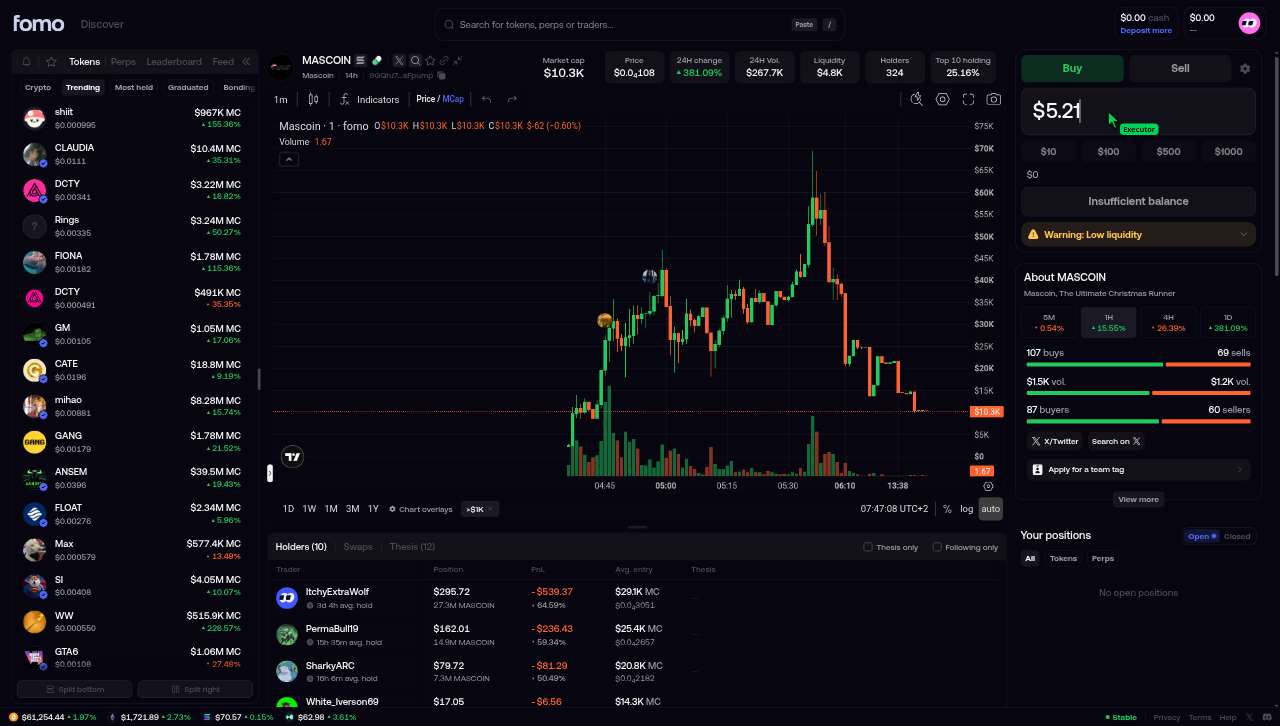 fomo Discover
Search for tokens, perps or traders... Paste /
$0.00 cash Deposit more
$0.00
Tokens Perps Leaderboard Feed
Crypto Trending Most held Graduated Bonding
shiit $967K MC
$0.000995 155.36%
CLAUDIA $10.4M MC
$0.0111 35.31%
DCTY $3.22M MC
$0.00341 16.82%
Rings $3.24M MC
$0.00335 50.27%
FIONA $1.78M MC
$0.00182 115.36%
DCTY $491K MC
$0.000491 35.35%
GM $1.05M MC
$0.00105 17.06%
CATE $18.8M MC
$0.0196 9.19%
mihao $8.28M MC
$0.00881 15.74%
GANG $1.78M MC
$0.00179 21.52%
ANSEM $39.5M MC
$0.0396 19.43%
FLOAT $2.34M MC
$0.00276 5.96%
Max $577.4K MC
$0.000579 13.49%
SI $4.05M MC
$0.00408 10.07%
WW $515.9K MC
$0.000550 226.57%
GTA6 $1.06M MC
$0.00108 27.48%
Split bottom Split right
MASCOIN
Mascoin 14h
Market cap $10.3K
Price $0.0₄108
24H change 381.09%
24H Vol. $267.7K
Liquidity $4.8K
Holders 324
Top 10 holding 25.16%
1m Indicators Price / MCap
Mascoin · 1 · fomo O$10.3K H$10.3K L$10.3K C$10.3K $-62 (−0.60%)
Volume 1.67
$75K
$70K
$65K
$60K
$55K
$50K
$45K
$40K
$35K
$30K
$25K
$20K
$15K
$10.3K
$5K
$0
1.67
04:45 05:00 05:15 05:30 06:10 13:38
1D 1W 1M 3M 1Y Chart overlays >$1K
07:47:08 UTC+2 % log auto
Holders (10) Swaps Thesis (12) Thesis only Following only
Trader Position PnL Avg. entry Thesis
ItchyExtraWolf $295.72 -$539.37 $29.1K MC
3d 4h avg. hold 27.3M MASCOIN 64.59% $0.0₄3051
PermaBull19 $162.01 -$236.43 $25.4K MC
15h 35m avg. hold 14.9M MASCOIN 59.34% $0.0₄2657
SharkyARC $79.72 -$81.29 $20.8K MC
16h 6m avg. hold 7.3M MASCOIN 50.49% $0.0₄2182
White_Iverson69 $17.05 -$6.56 $14.3K MC
Buy Sell
$5.21
Executor
$10 $100 $500 $1000
$0
Insufficient balance
Warning: Low liquidity
About MASCOIN
Mascoin, The Ultimate Christmas Runner
5M 1H 4H 1D
0.54% 15.55% 26.39% 381.09%
107 buys 69 sells
$1.5K vol. $1.2K vol.
87 buyers 60 sellers
X/Twitter Search on X
Apply for a team tag
View more
Your positions Open Closed
All Tokens Perps
No open positions
$61,254.44 1.97% $1,721.89 2.73% $70.57 0.15% $62.98 3.61%
Stable Privacy Terms Help